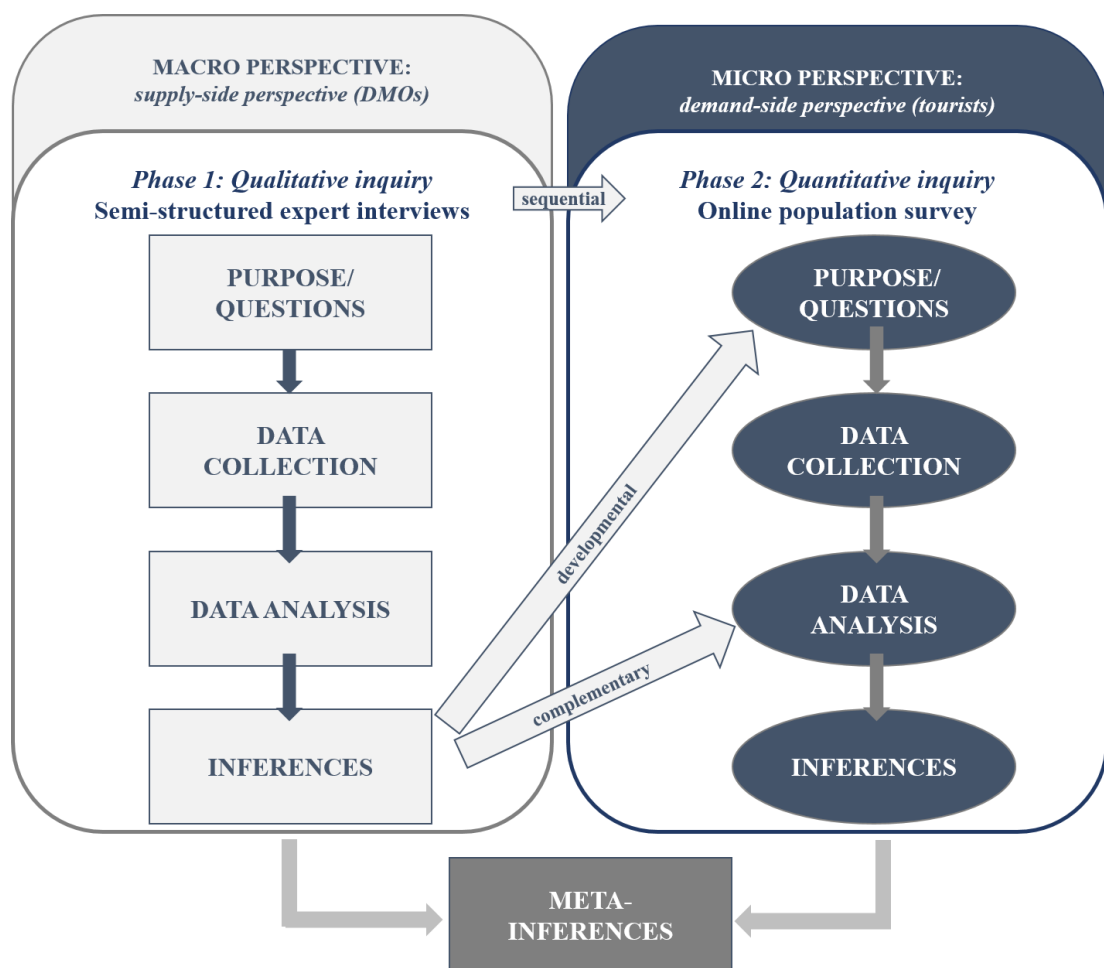 MACRO PERSPECTIVE:
supply-side perspective (DMOs)
Phase 1: Qualitative inquiry
Semi-structured expert interviews
PURPOSE/
QUESTIONS
DATA
COLLECTION
DATA ANALYSIS
INFERENCES
sequential
developmental
complementary
MICRO PERSPECTIVE:
demand-side perspective (tourists)
Phase 2: Quantitative inquiry
Online population survey
PURPOSE/
QUESTIONS
DATA
COLLECTION
DATA
ANALYSIS
INFERENCES
META-
INFERENCES